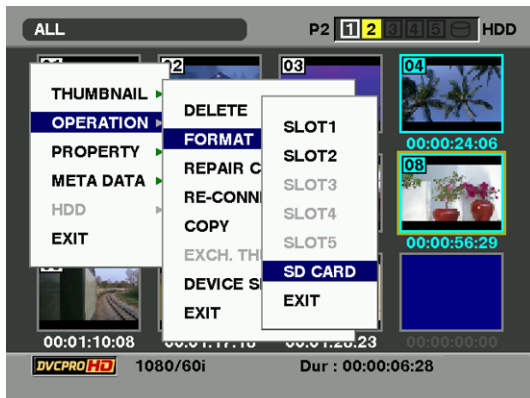 ALL P2 1 2 3 4 5 HDD
02 03 04
THUMBNAIL
OPERATION
PROPERTY
META DATA
HDD
EXIT
DELETE
FORMAT
REPAIR C
RE-CONN
COPY
EXCH. TH
DEVICE S
EXIT
SLOT1
SLOT2
SLOT3
SLOT4
SLOT5
SD CARD
EXIT
00:00:24:06
08
00:00:56:29
00:01:10:08 00:00:00:00
DVCPRO HD 1080/60i Dur : 00:00:06:28